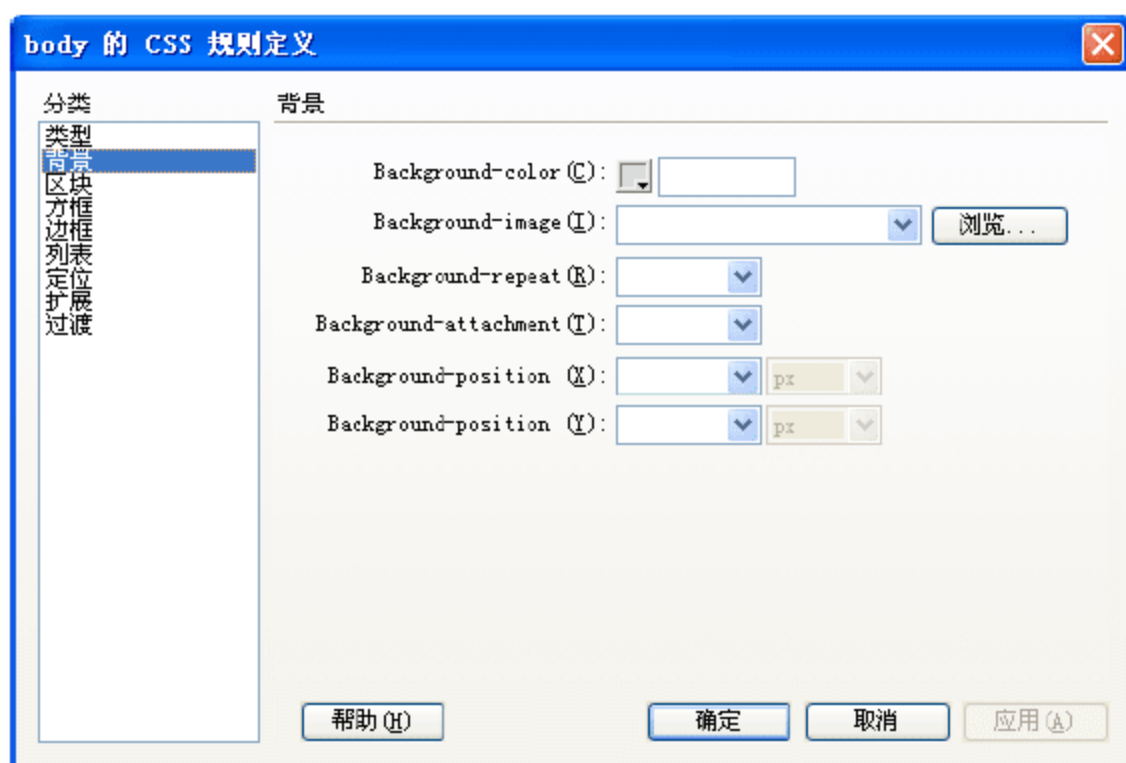 body 的 CSS 规则定义
分类
类型
背景
区块
方框
边框
列表
定位
扩展
过渡
背景
Background-color(C):
Background-image(I):
浏览...
Background-repeat(R):
Background-attachment(T):
Background-position (X):
px
Background-position (Y):
px
帮助(H)
确定
取消
应用(A)